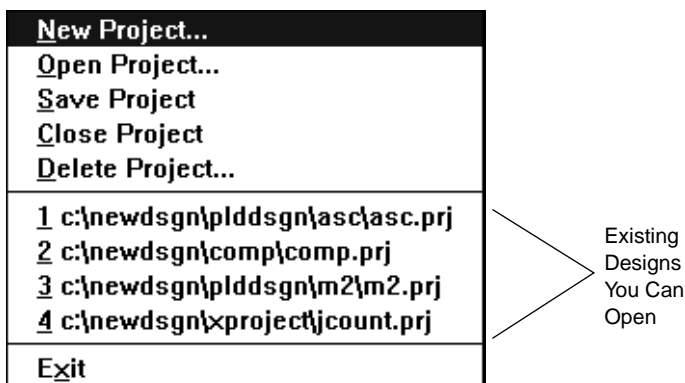 New Project...
Open Project...
Save Project
Close Project
Delete Project...
1 c:\newdsgn\plddsgn\asc\asc.prj
2 c:\newdsgn\comp\comp.prj
3 c:\newdsgn\plddsgn\m2\m2.prj
4 c:\newdsgn\xproject\jcount.prj
Exit
Existing
Designs
You Can
Open